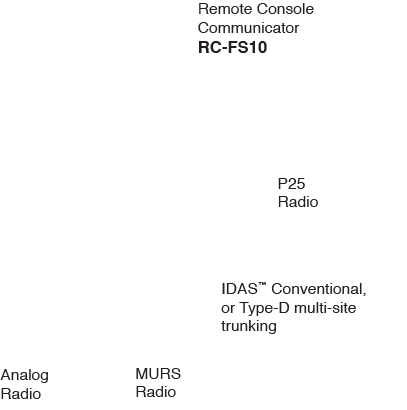 Remote Console
Communicator
RC-FS10
P25
Radio
IDAS™ Conventional,
or Type-D multi-site
trunking
Analog
Radio
MURS
Radio